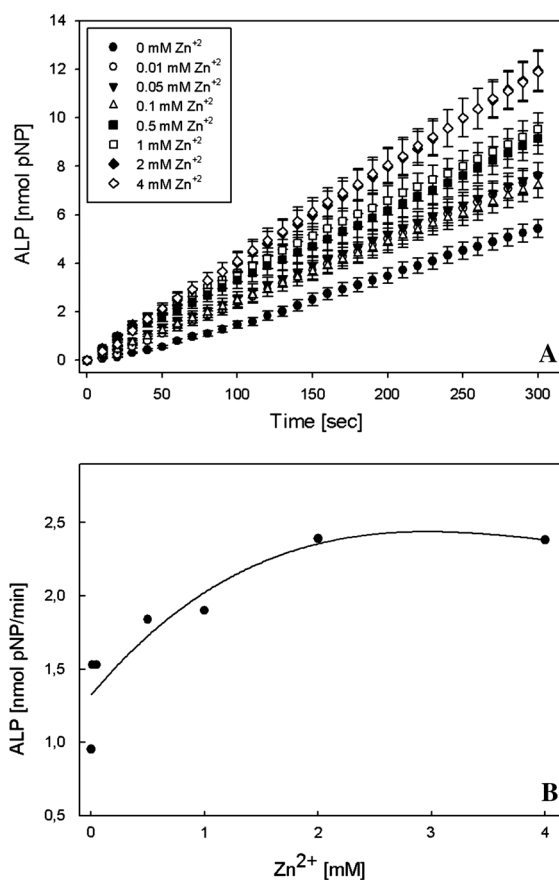 14
12
10
8
6
4
2
0
ALP [nmol pNP]
0 mM Zn+2
0.01 mM Zn+2
0.05 mM Zn+2
0.1 mM Zn+2
0.5 mM Zn+2
1 mM Zn+2
2 mM Zn+2
4 mM Zn+2
A
0 50 100 150 200 250 300
Time [sec]
2,5
2,0
1,5
1,0
0,5
ALP [nmol pNP/min]
B
0 1 2 3 4
Zn2+ [mM]